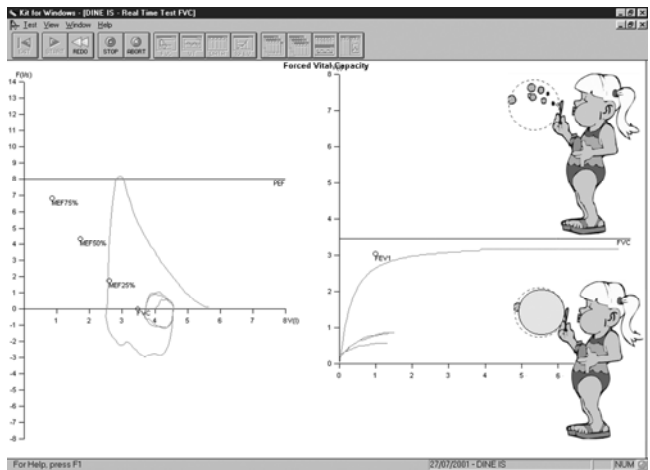 Kit for Windows - [DINE IS - Real Time Test FVC]
Test View Window Help
EXIT START REDO STOP ABORT
Forced Vital Capacity
F(l/s)
14
13
12
11
10
9
8
7
6
5
4
3
2
1
0
-1
-2
-3
-4
-5
-6
-7
-8
PEF
MEF75%
MEF50%
MEF25%
FVC
1 2 3 4 5 6 7 8 V(l)
8
7
6
5
4
3
2
1
0
FVC
FEV1
0 1 2 3 4 5 6
For Help, press F1
27/07/2001 - DINE IS
NUM